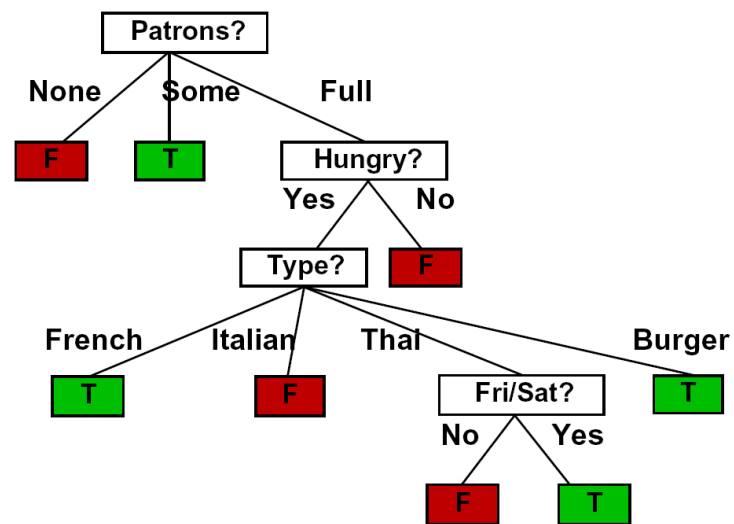 Patrons?
None Some Full
F T Hungry?
Yes No
Type? F
French Italian Thai Burger
T F Fri/Sat? T
No Yes
F T